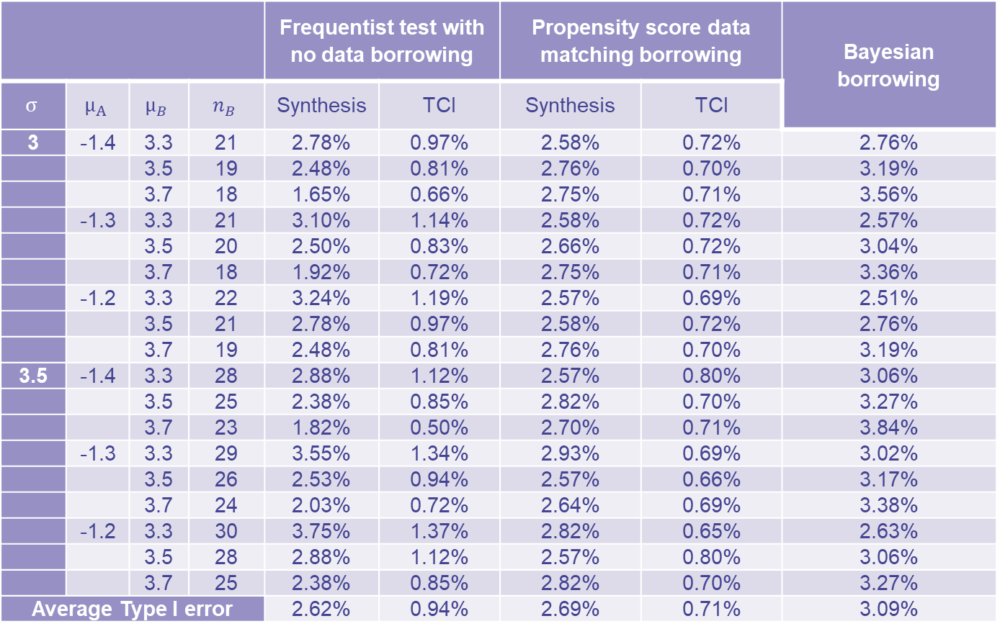 Frequentist test with
no data borrowing
Propensity score data
matching borrowing
Bayesian
borrowing
σ μA μB nB Synthesis TCI Synthesis TCI
3 -1.4 3.3 21 2.78% 0.97% 2.58% 0.72% 2.76%
3.5 19 2.48% 0.81% 2.76% 0.70% 3.19%
3.7 18 1.65% 0.66% 2.75% 0.71% 3.56%
-1.3 3.3 21 3.10% 1.14% 2.58% 0.72% 2.57%
3.5 20 2.50% 0.83% 2.66% 0.72% 3.04%
3.7 18 1.92% 0.72% 2.75% 0.71% 3.36%
-1.2 3.3 22 3.24% 1.19% 2.57% 0.69% 2.51%
3.5 21 2.78% 0.97% 2.58% 0.72% 2.76%
3.7 19 2.48% 0.81% 2.76% 0.70% 3.19%
3.5 -1.4 3.3 28 2.88% 1.12% 2.57% 0.80% 3.06%
3.5 25 2.38% 0.85% 2.82% 0.70% 3.27%
3.7 23 1.82% 0.50% 2.70% 0.71% 3.84%
-1.3 3.3 29 3.55% 1.34% 2.93% 0.69% 3.02%
3.5 26 2.53% 0.94% 2.57% 0.66% 3.17%
3.7 24 2.03% 0.72% 2.64% 0.69% 3.38%
-1.2 3.3 30 3.75% 1.37% 2.82% 0.65% 2.63%
3.5 28 2.88% 1.12% 2.57% 0.80% 3.06%
3.7 25 2.38% 0.85% 2.82% 0.70% 3.27%
Average Type I error 2.62% 0.94% 2.69% 0.71% 3.09%